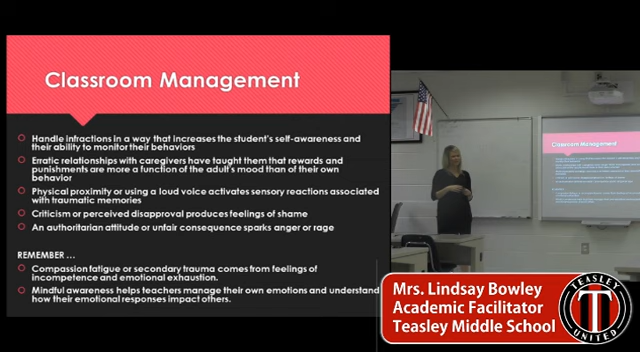 Classroom Management
Handle infractions in a way that increases the student's self-awareness and
their ability to monitor their behaviors
Erratic relationships with caregivers have taught them that rewards and
punishments are more a function of the adult's mood than of their own
behavior
Physical proximity or using a loud voice activates sensory reactions associated
with traumatic memories
Criticism or perceived disapproval produces feelings of shame
An authoritarian attitude or unfair consequence sparks anger or rage
REMEMBER ...
Compassion fatigue or secondary trauma comes from feelings of
incompetence and emotional exhaustion.
Mindful awareness helps teachers manage their own emotions and understand
how their emotional responses impact others.
Classroom Management
Mrs. Lindsay Bowley
Academic Facilitator
Teasley Middle School
TEASLEY
T
UNITED